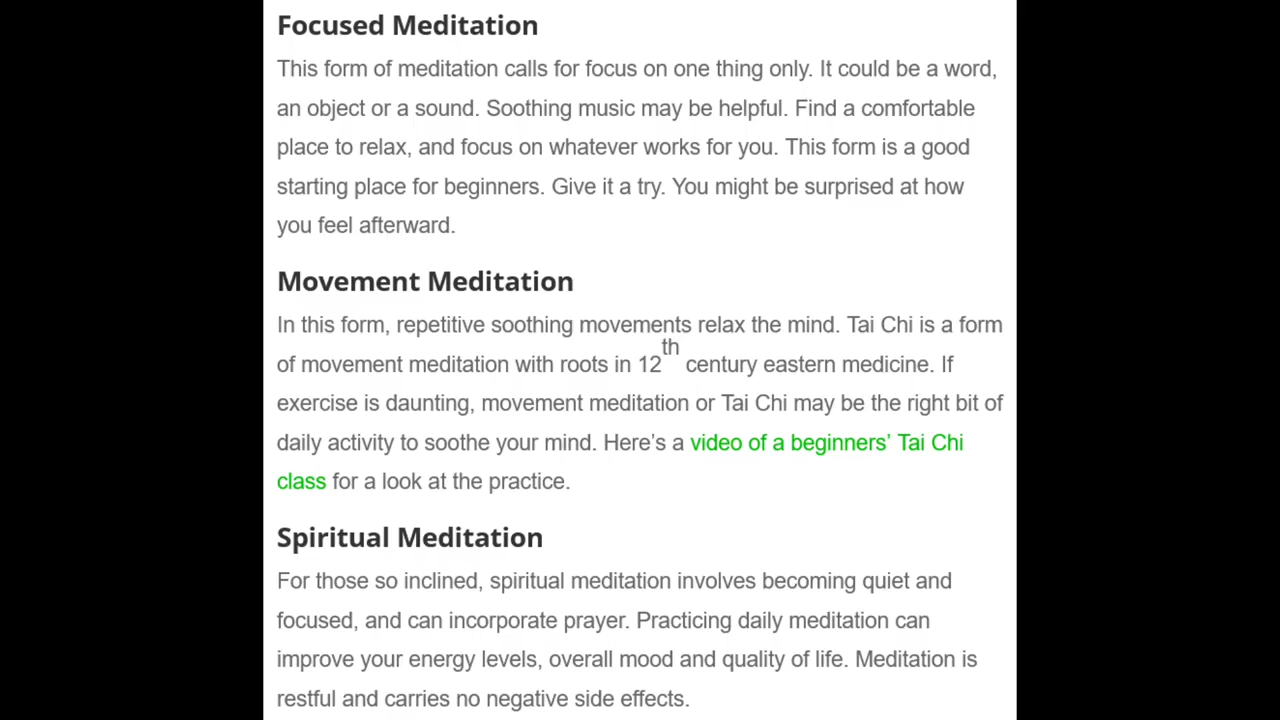 Focused Meditation
This form of meditation calls for focus on one thing only. It could be a word,
an object or a sound. Soothing music may be helpful. Find a comfortable
place to relax, and focus on whatever works for you. This form is a good
starting place for beginners. Give it a try. You might be surprised at how
you feel afterward.
Movement Meditation
In this form, repetitive soothing movements relax the mind. Tai Chi is a form
of movement meditation with roots in 12th century eastern medicine. If
exercise is daunting, movement meditation or Tai Chi may be the right bit of
daily activity to soothe your mind. Here’s a video of a beginners’ Tai Chi
class for a look at the practice.
Spiritual Meditation
For those so inclined, spiritual meditation involves becoming quiet and
focused, and can incorporate prayer. Practicing daily meditation can
improve your energy levels, overall mood and quality of life. Meditation is
restful and carries no negative side effects.